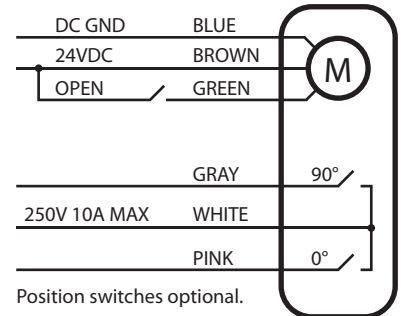 DC GND BLUE
24VDC BROWN
M
OPEN GREEN
GRAY 90°
250V 10A MAX WHITE
PINK 0°
Position switches optional.